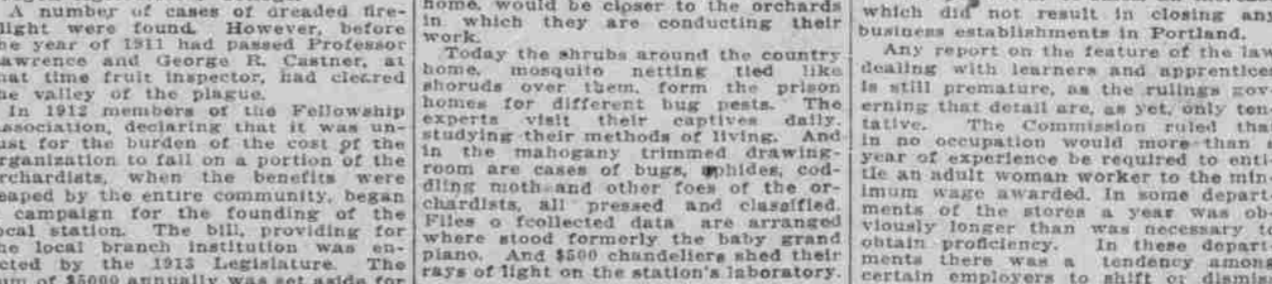 A number of cases of dreaded fire-
light were found. However, before
he year of 1911 had passed Professor
awrence and George R. Castner, at
hat time fruit inspector, had cleared
he valley of the plague.
In 1912 members of the Fellowship
ssociation, declaring that it was un-
ust for the burden of the cost of the
rganization to fall on a portion of the
rchardists, when the benefits were
eaped by the entire community, began
campaign for the founding of the
ocal station. The bill, providing for
he local branch institution was en-
cted by the 1913 Legislature. The
um of $5000 annually was set aside for
home, would be closer to the orchards
in which they are conducting their
work.
Today the shrubs around the country
home, mosquito netting tied like
shoruds over them, form the prison
homes for different bug pests. The
experts visit their captives daily,
studying their methods of living. And
in the mahogany trimmed drawing-
room are cases of bugs, aphides, cod-
dling moth and other foes of the or-
chardists, all pressed and classified.
Files o fcollected data are arranged
where stood formerly the baby grand
piano. And $500 chandeliers shed their
rays of light on the station's laboratory.
which did not result in closing any
business establishments in Portland.
Any report on the feature of the law
dealing with learners and apprentices
is still premature, as the rulings gov-
erning that detail are, as yet, only ten-
tative. The Commission ruled that
in no occupation would more than a
year of experience be required to enti-
tle an adult woman worker to the min-
imum wage awarded. In some depart-
ments of the stores a year was ob-
viously longer than was necessary to
obtain proficiency. In these depart-
ments there was a tendency among
certain employers to shift or dismiss